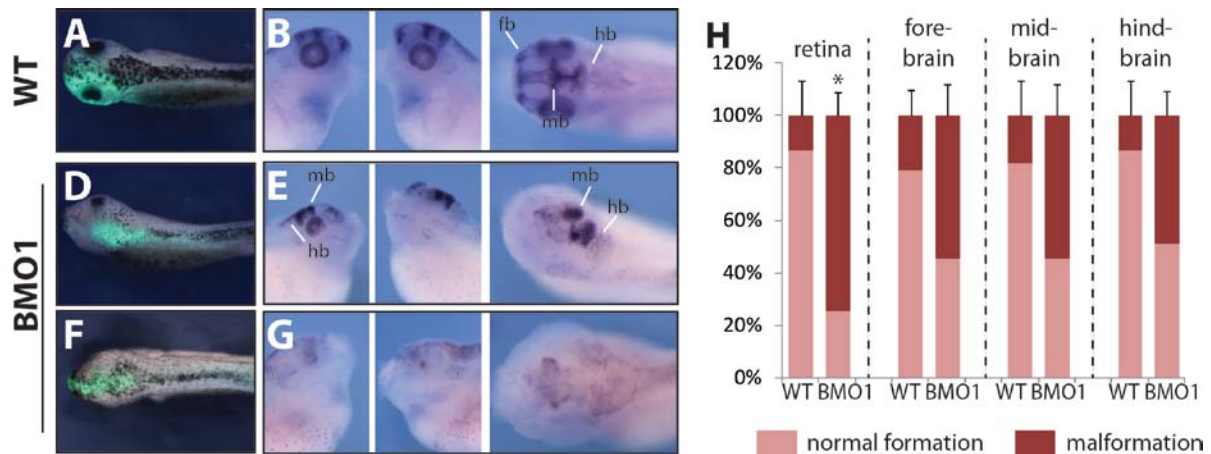 A
B
fb
hb
mb
WT
D
E
mb
hb
mb
hb
BMO1
F
G
H
retina
fore-
brain
mid-
brain
hind-
brain
120%
*
100%
80%
60%
40%
20%
0%
WT BMO1 WT BMO1 WT BMO1 WT BMO1
normal formation malformation